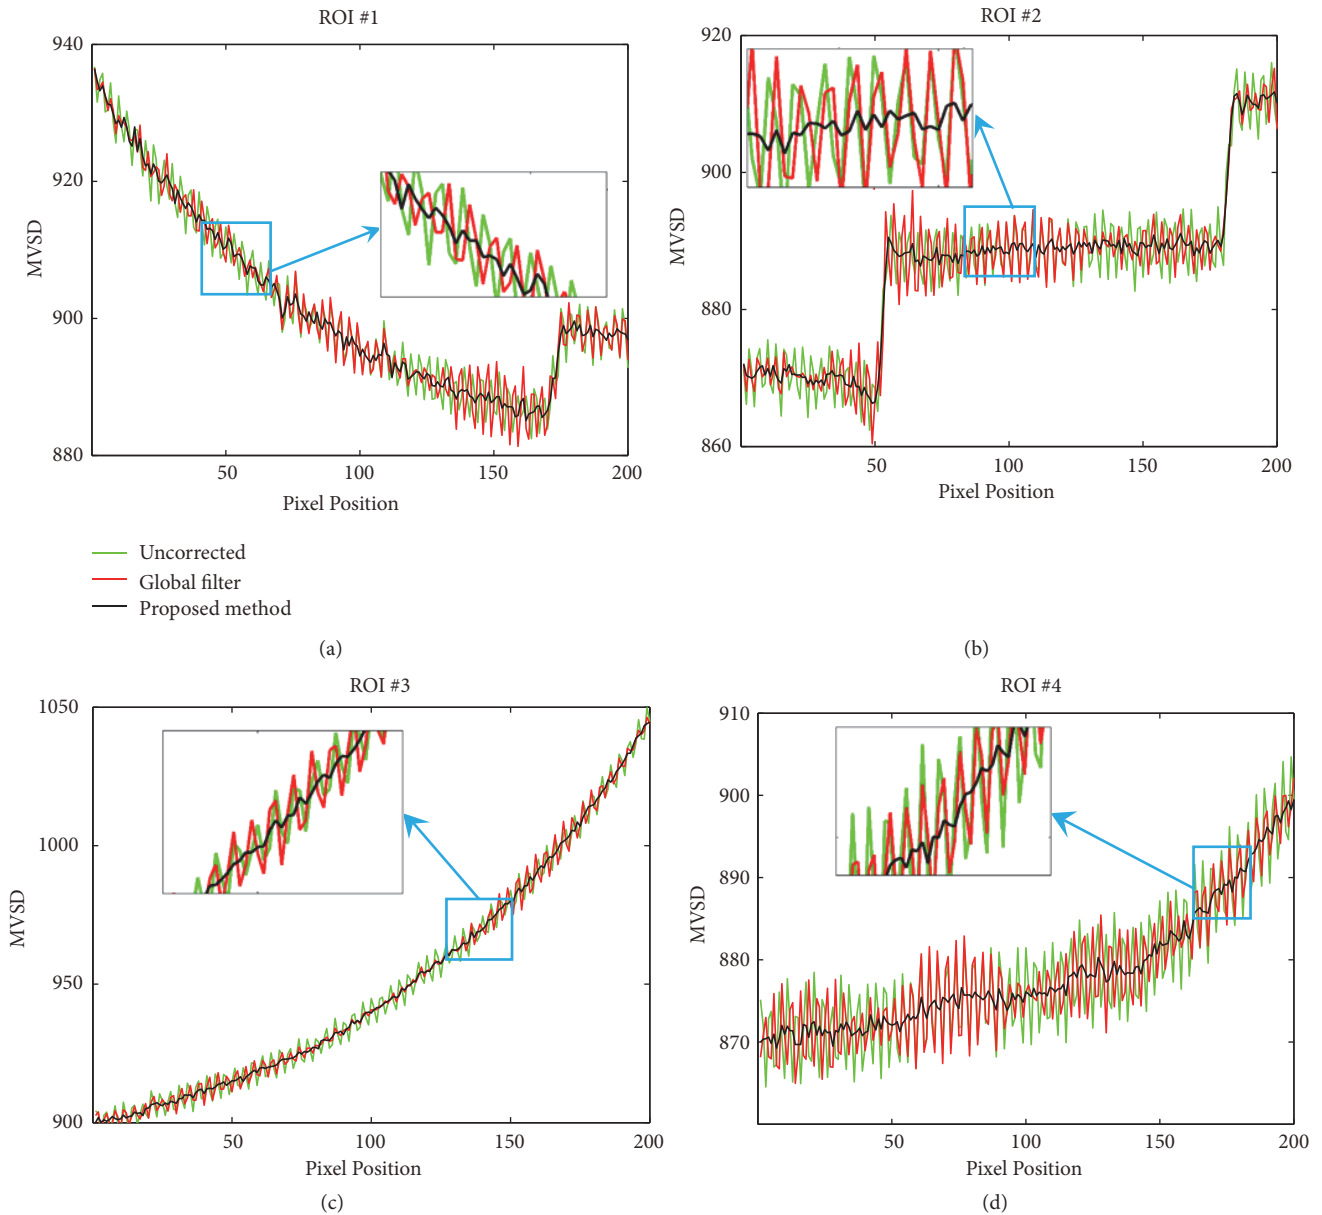 ROI #1
940
920
900
880
MVSD
50
100
150
200
Pixel Position
Uncorrected
Global filter
Proposed method
(a)
ROI #2
920
900
880
860
MVSD
50
100
150
200
Pixel Position
(b)
ROI #3
1050
1000
950
900
MVSD
50
100
150
200
Pixel Position
(c)
ROI #4
910
900
890
880
870
MVSD
50
100
150
200
Pixel Position
(d)